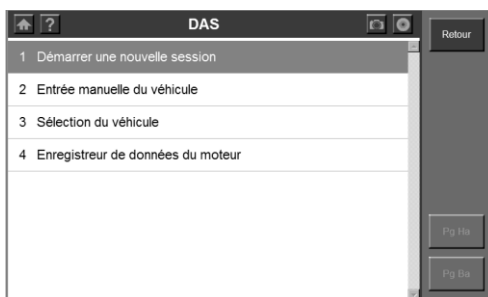 ? DAS
Retour
1 Démarrer une nouvelle session
2 Entrée manuelle du véhicule
3 Sélection du véhicule
4 Enregistreur de données du moteur
Pg Ha
Pg Ba